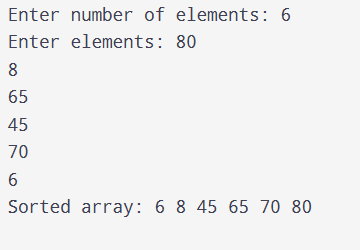 Enter number of elements: 6
Enter elements: 80
8
65
45
70
6
Sorted array: 6 8 45 65 70 80